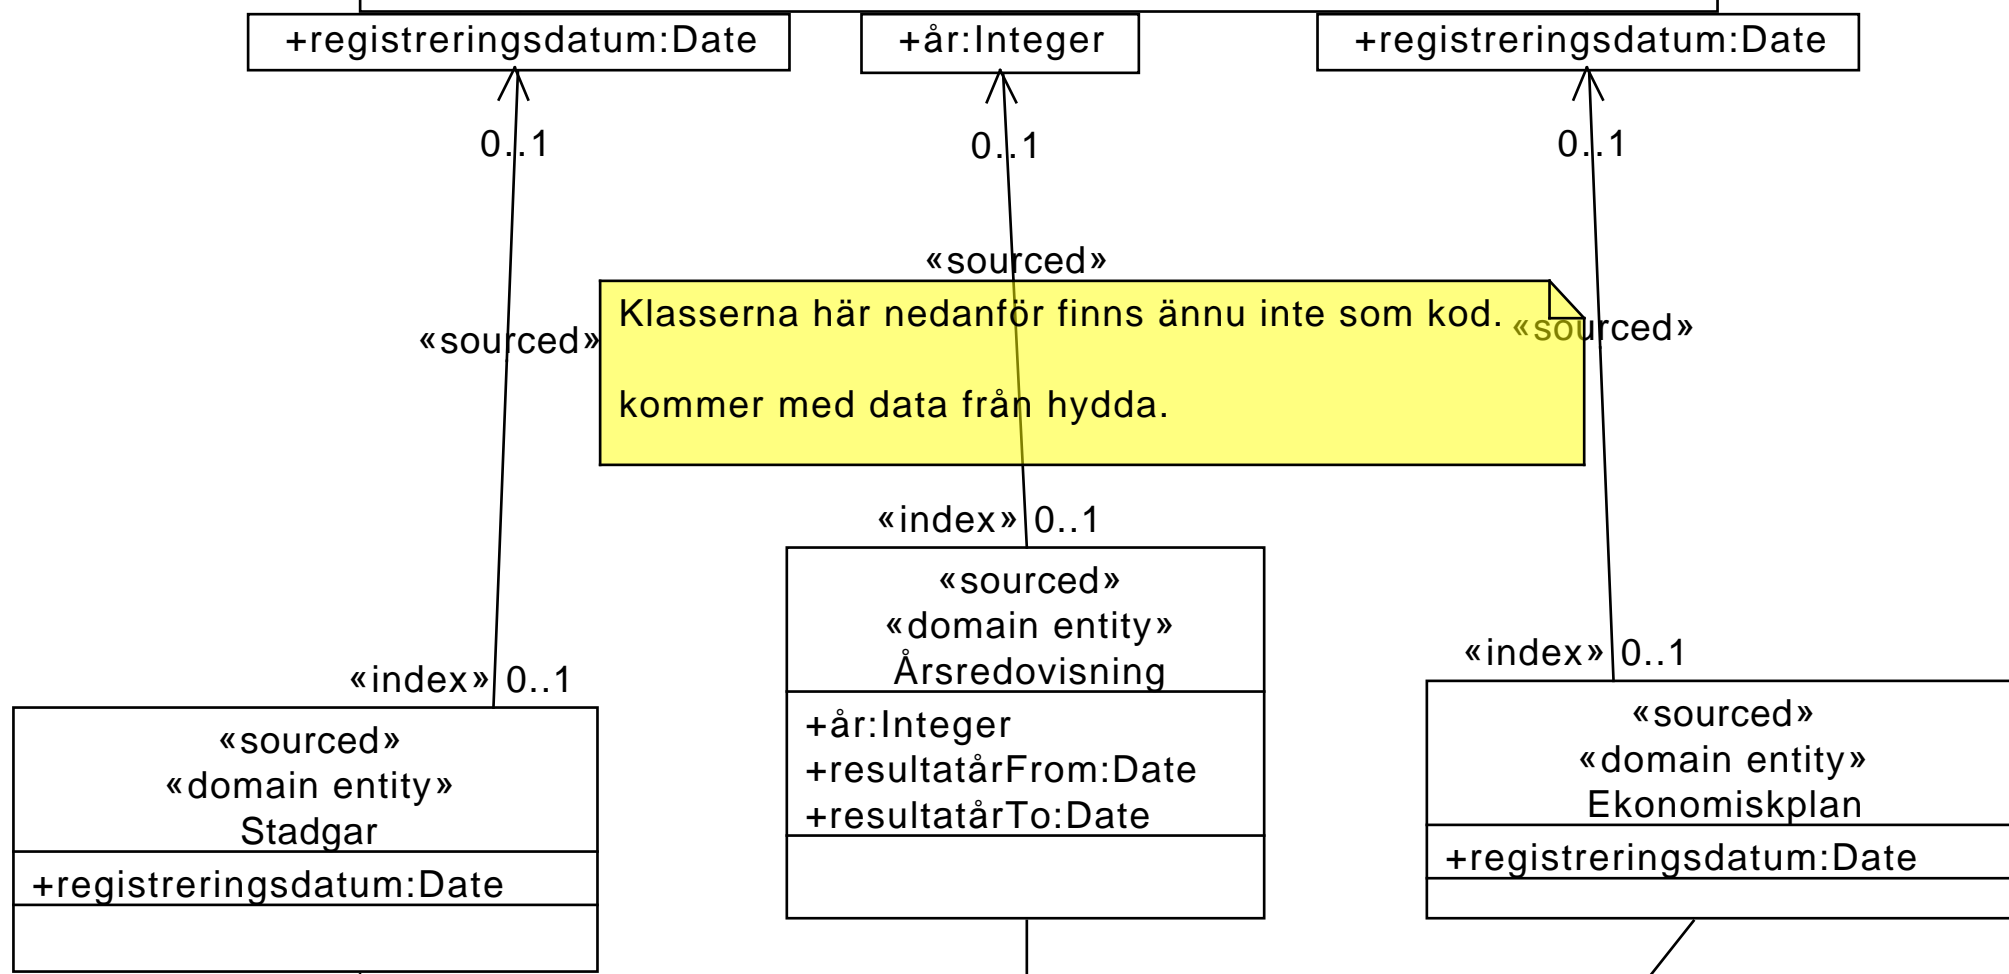 +registreringsdatum:Date
+år:Integer
+registreringsdatum:Date
0..1
0..1
0..1
«sourced»
«sourced»
«sourced»
Klasserna här nedanför finns ännu inte som kod.
kommer med data från hydda.
«index» 0..1
«index» 0..1
«index» 0..1
«sourced»
«domain entity»
Stadgar
+registreringsdatum:Date
«sourced»
«domain entity»
Årsredovisning
+år:Integer
+resultatårFrom:Date
+resultatårTo:Date
«sourced»
«domain entity»
Ekonomiskplan
+registreringsdatum:Date